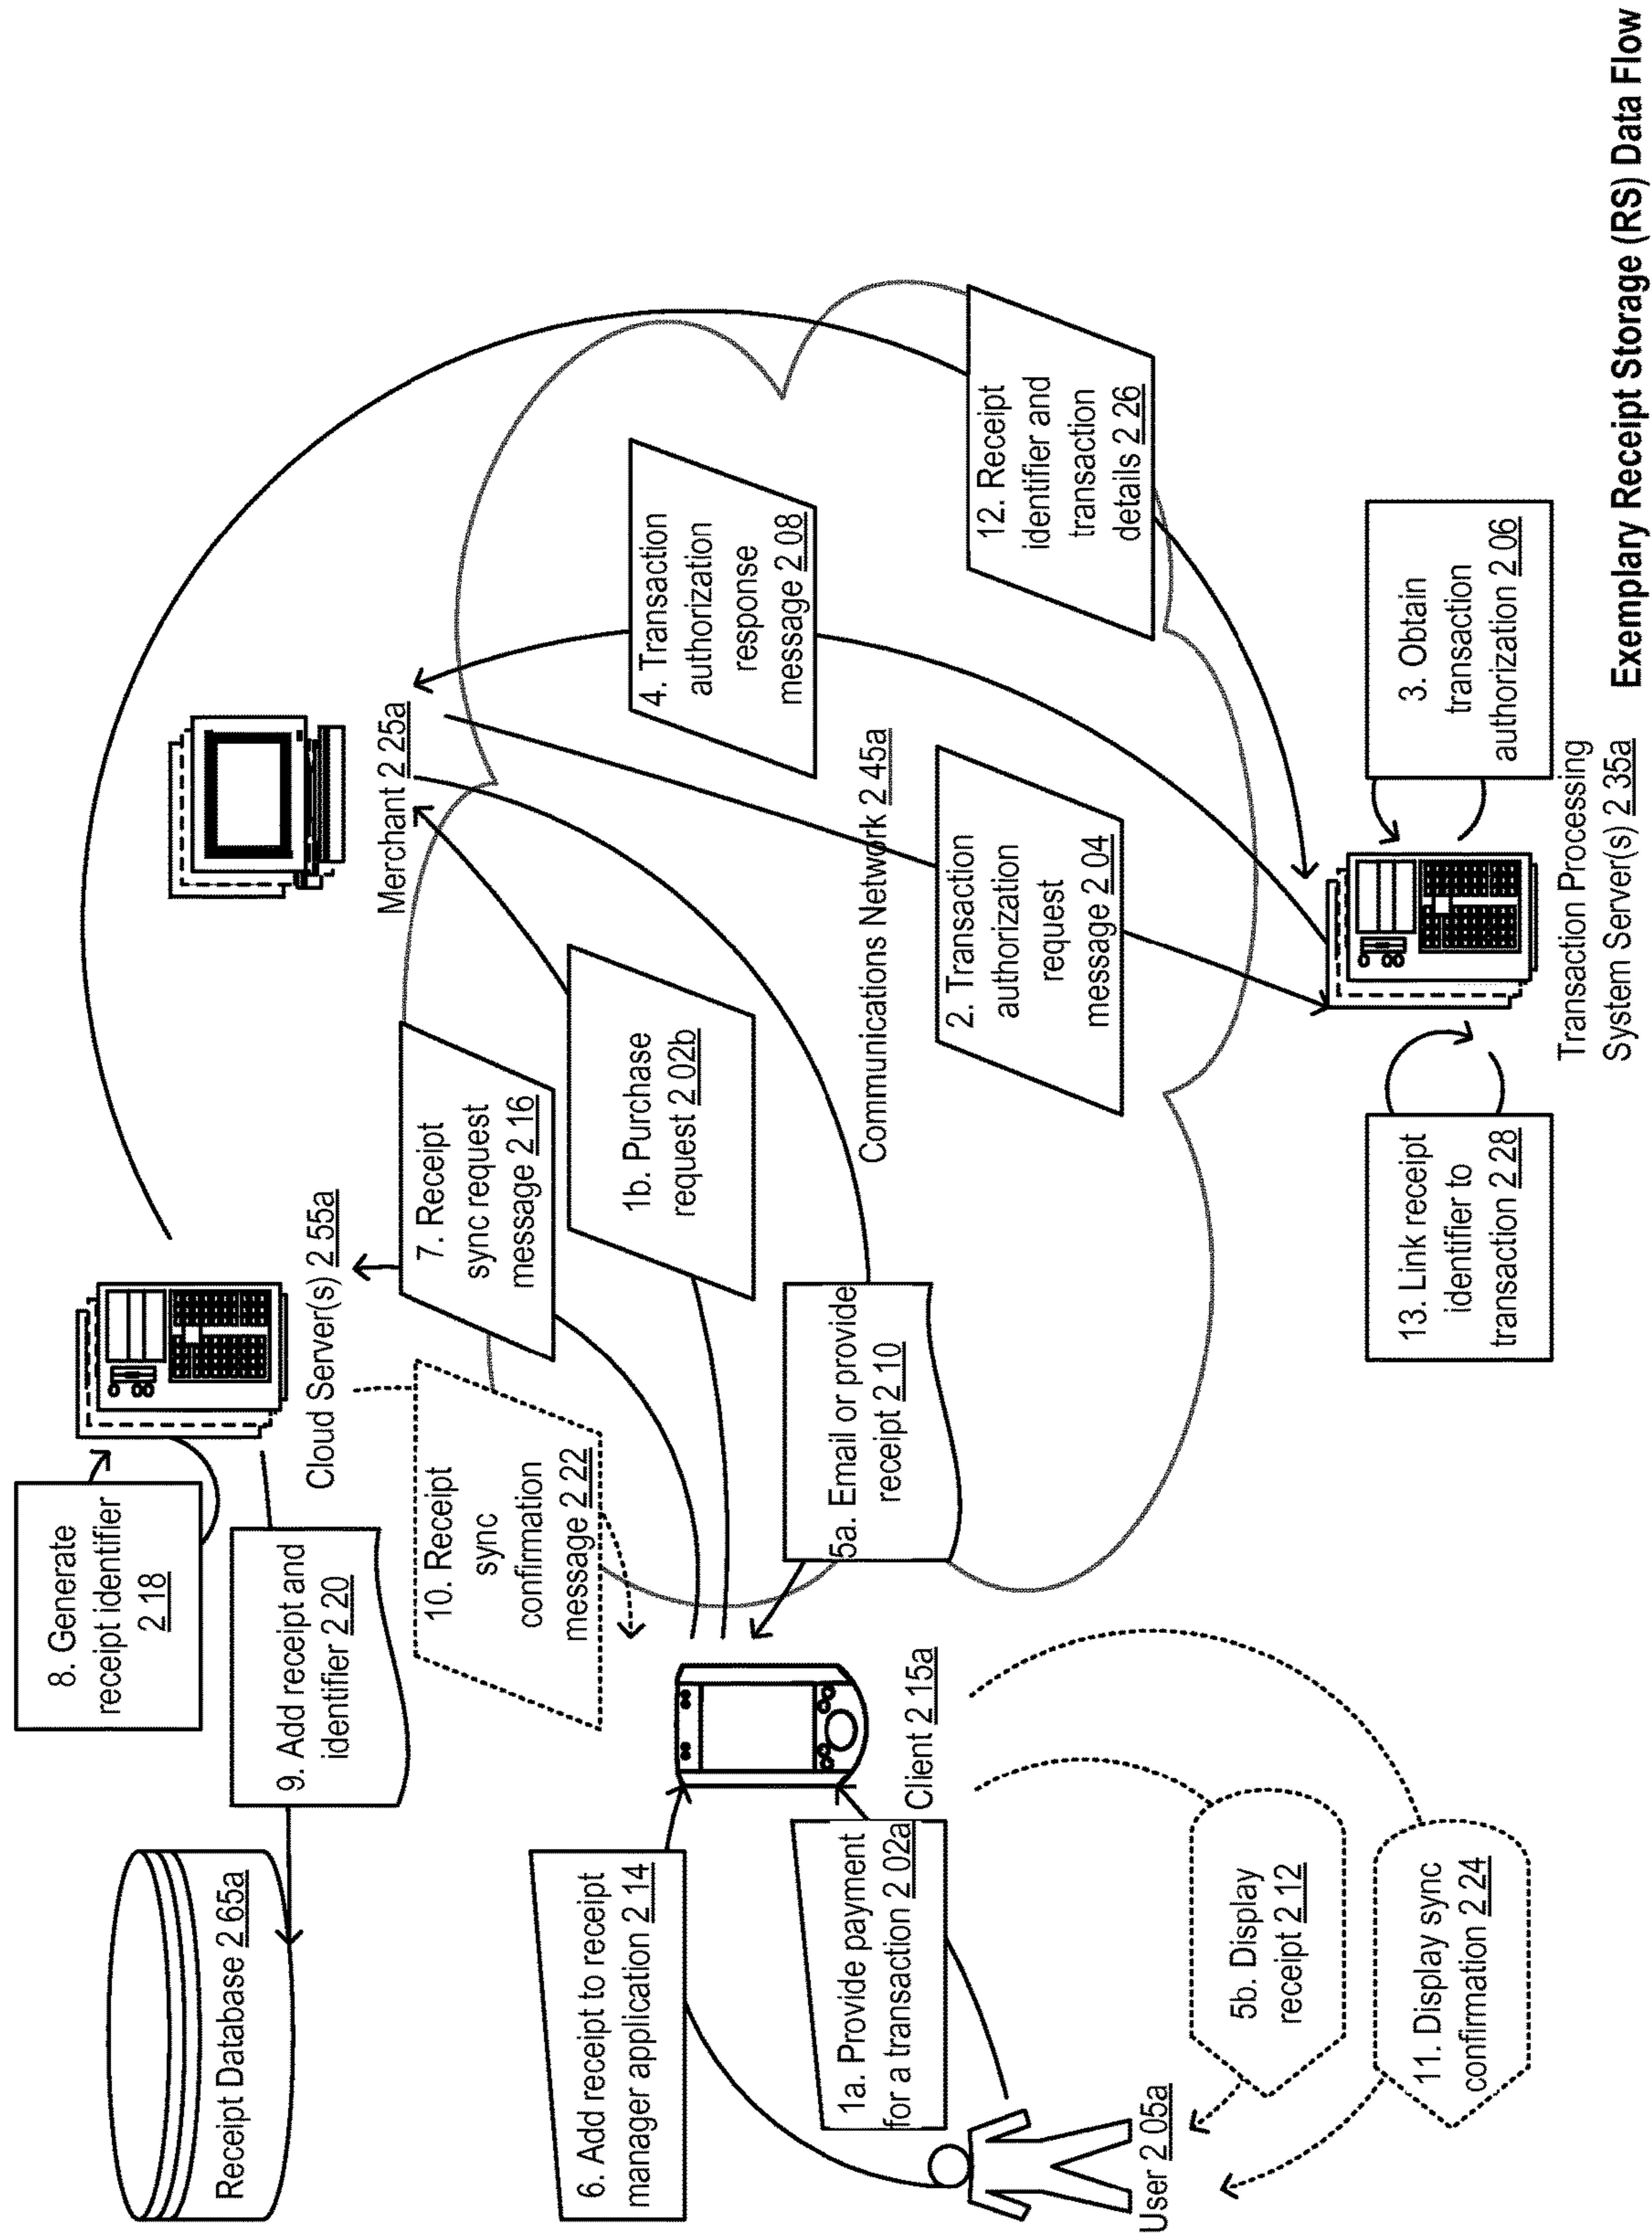 8. Generate
receipt identifier
2 18
9. Add receipt and
identifier 2 20
Receipt Database 2 65a
Cloud Server(s) 2 55a
Merchant 2 25a
7. Receipt
sync request
message 2 16
10. Receipt
sync
confirmation
message 2 22
1b. Purchase
request 2 02b
6. Add receipt to receipt
manager application 2 14
4. Transaction
authorization
response
message 2 08
1a. Provide payment
for a transaction 2 02a
Client 2 15a
5a. Email or provide
receipt 2 10
Communications Network 2 45a
2. Transaction
authorization
request
message 2 04
12. Receipt
identifier and
transaction
details 2 26
User 2 05a
5b. Display
receipt 2 12
11. Display sync
confirmation 2 24
13. Link receipt
identifier to
transaction 2 28
3. Obtain
transaction
authorization 2 06
Transaction Processing
System Server(s) 2 35a
Exemplary Receipt Storage (RS) Data Flow